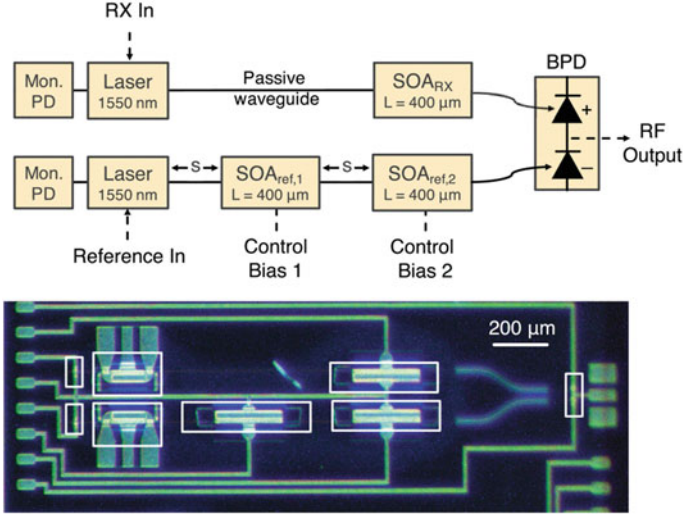 RX In
Mon.
PD
Laser
1550 nm
Passive
waveguide
SOA_RX
L = 400 µm
BPD
+
−
RF
Output
Mon.
PD
Laser
1550 nm
S
SOA_ref,1
L = 400 µm
S
SOA_ref,2
L = 400 µm
Reference In
Control
Bias 1
Control
Bias 2
200 µm